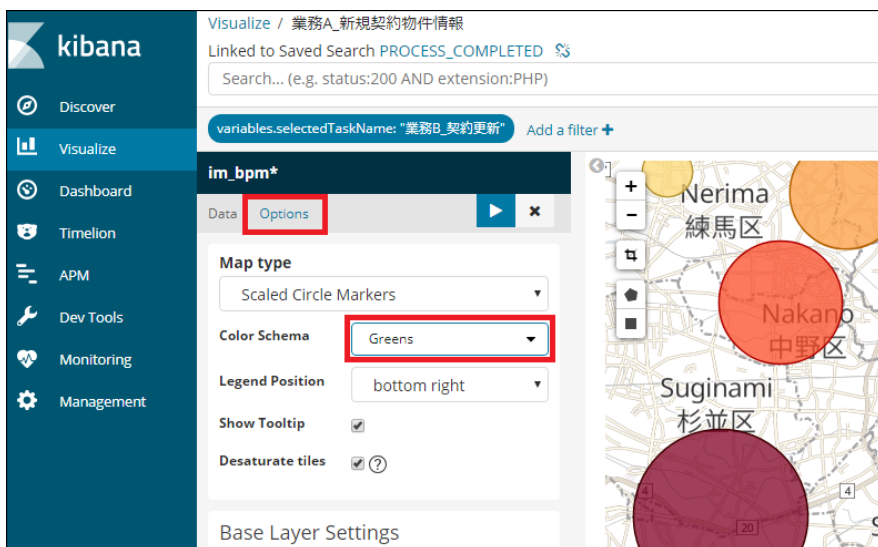 kibana
Discover
Visualize
Dashboard
Timelion
APM
Dev Tools
Monitoring
Management
Visualize / 業務A_新規契約物件情報
Linked to Saved Search PROCESS_COMPLETED
Search... (e.g. status:200 AND extension:PHP)
variables.selectedTaskName: "業務B_契約更新" Add a filter +
im_bpm*
Data Options
Map type
Scaled Circle Markers
Color Schema Greens
Legend Position bottom right
Show Tooltip
Desaturate tiles ?
Base Layer Settings
+
−
Nerima
練馬区
Nakano
中野区
Suginami
杉並区
4
4
20
S